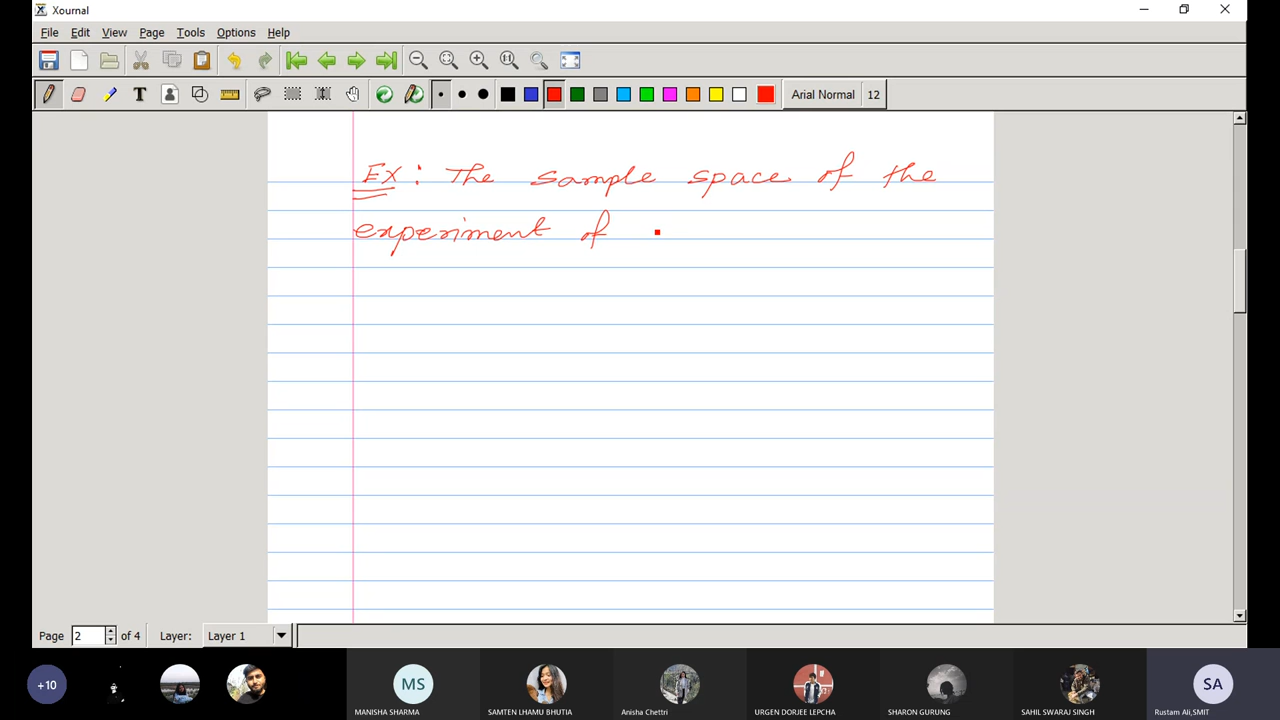 Xournal
File Edit View Page Tools Options Help
Arial Normal 12
Ex: The sample space of the
experiment of
Page 2 of 4 Layer: Layer 1
+10
MS
SA
MANISHA SHARMA
SAMTEN LHAMU BHUTIA
Anisha Chettri
URGEN DORJEE LEPCHA
SHARON GURUNG
SAHIL SWARAJ SINGH
Rustam Ali,SMIT